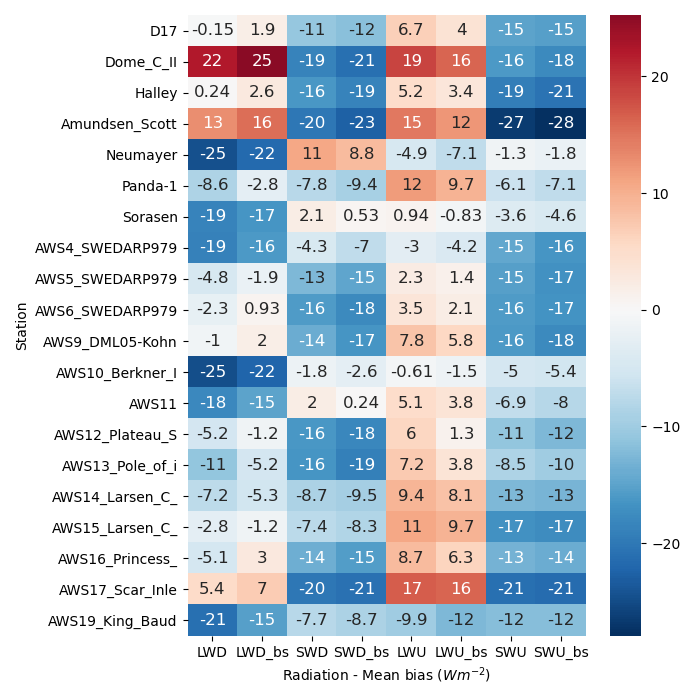 D17 -0.15 1.9 -11 -12 6.7 4 -15 -15
Dome_C_II 22 25 -19 -21 19 16 -16 -18 20
Halley 0.24 2.6 -16 -19 5.2 3.4 -19 -21
Amundsen_Scott 13 16 -20 -23 15 12 -27 -28
Neumayer -25 -22 11 8.8 -4.9 -7.1 -1.3 -1.8
Panda-1 -8.6 -2.8 -7.8 -9.4 12 9.7 -6.1 -7.1 10
Sorasen -19 -17 2.1 0.53 0.94 -0.83 -3.6 -4.6
AWS4_SWEDARP979 -19 -16 -4.3 -7 -3 -4.2 -15 -16
AWS5_SWEDARP979 -4.8 -1.9 -13 -15 2.3 1.4 -15 -17
AWS6_SWEDARP979 -2.3 0.93 -16 -18 3.5 2.1 -16 -17 0
Station
AWS9_DML05-Kohn -1 2 -14 -17 7.8 5.8 -16 -18
AWS10_Berkner_I -25 -22 -1.8 -2.6 -0.61 -1.5 -5 -5.4
AWS11 -18 -15 2 0.24 5.1 3.8 -6.9 -8
AWS12_Plateau_S -5.2 -1.2 -16 -18 6 1.3 -11 -12 −10
AWS13_Pole_of_i -11 -5.2 -16 -19 7.2 3.8 -8.5 -10
AWS14_Larsen_C_ -7.2 -5.3 -8.7 -9.5 9.4 8.1 -13 -13
AWS15_Larsen_C_ -2.8 -1.2 -7.4 -8.3 11 9.7 -17 -17
AWS16_Princess_ -5.1 3 -14 -15 8.7 6.3 -13 -14 −20
AWS17_Scar_Inle 5.4 7 -20 -21 17 16 -21 -21
AWS19_King_Baud -21 -15 -7.7 -8.7 -9.9 -12 -12 -12
LWD LWD_bs SWD SWD_bs LWU LWU_bs SWU SWU_bs
Radiation - Mean bias (Wm⁻²)